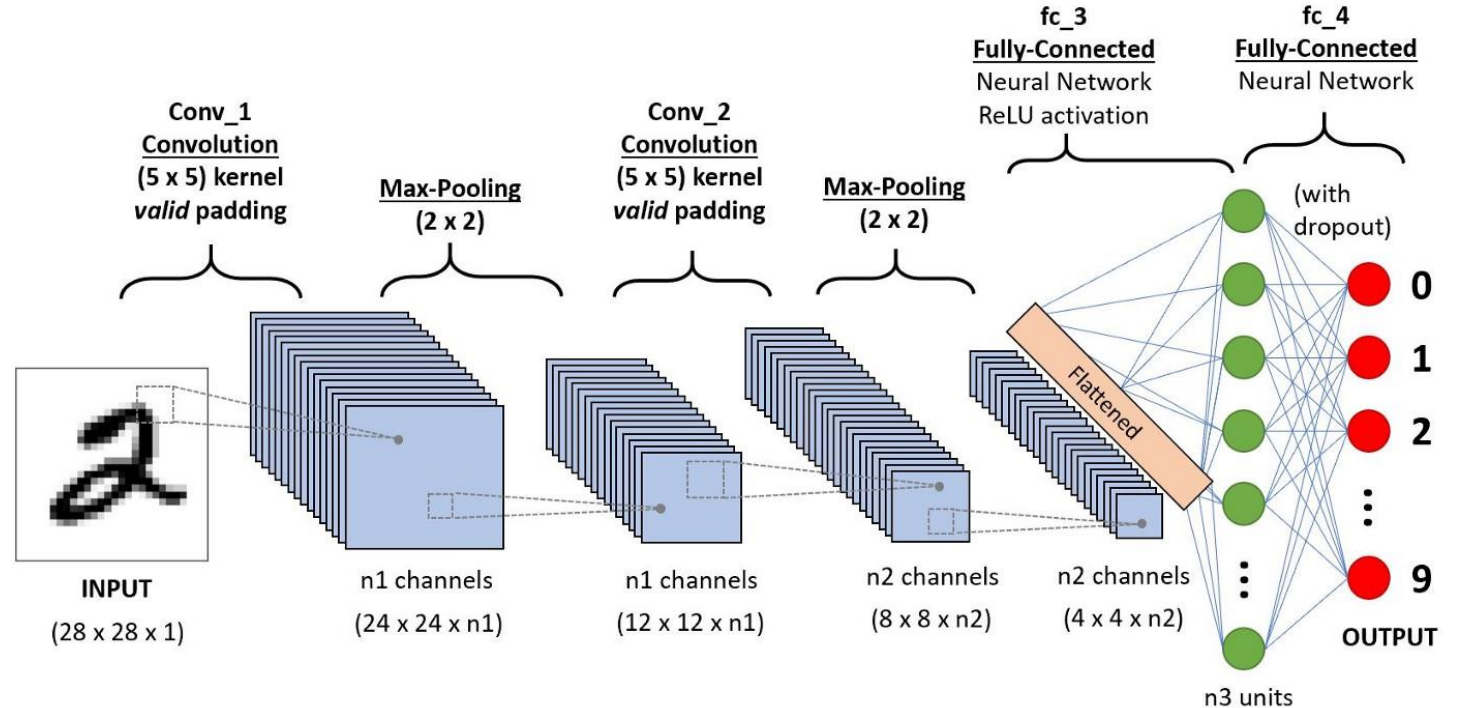 fc_3
Fully-Connected
Neural Network
ReLU activation
fc_4
Fully-Connected
Neural Network
Conv_1
Convolution
(5 x 5) kernel
valid padding
Max-Pooling
(2 x 2)
Conv_2
Convolution
(5 x 5) kernel
valid padding
Max-Pooling
(2 x 2)
(with
dropout)
Flattened
0
1
2
9
INPUT
(28 x 28 x 1)
n1 channels
(24 x 24 x n1)
n1 channels
(12 x 12 x n1)
n2 channels
(8 x 8 x n2)
n2 channels
(4 x 4 x n2)
OUTPUT
n3 units